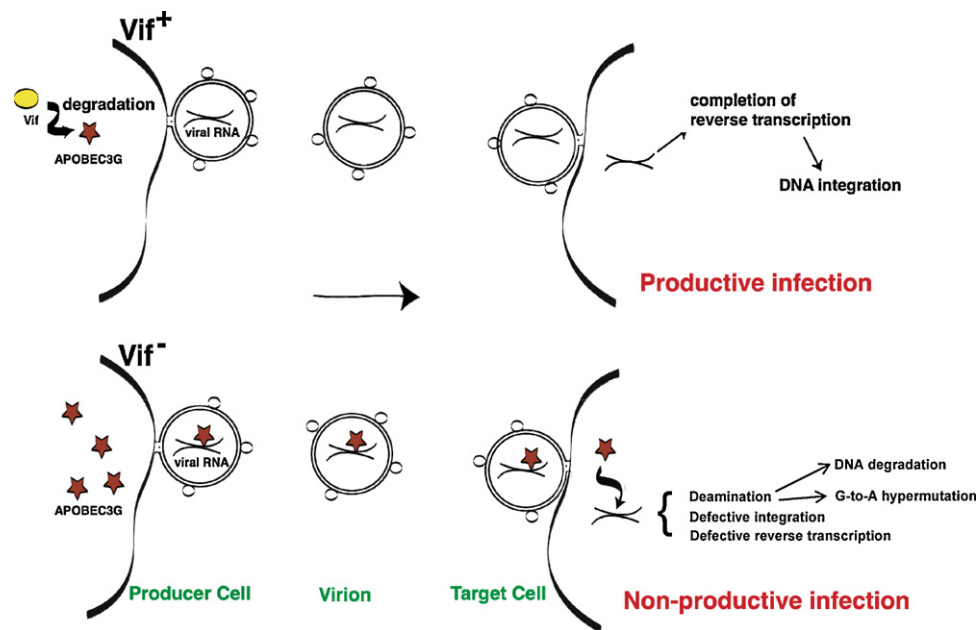 Vif+
Vif
degradation
APOBEC3G
viral RNA
completion of
reverse transcription
DNA integration
Productive infection
Vif-
APOBEC3G
viral RNA
Deamination
Defective integration
Defective reverse transcription
DNA degradation
G-to-A hypermutation
Producer Cell
Virion
Target Cell
Non-productive infection